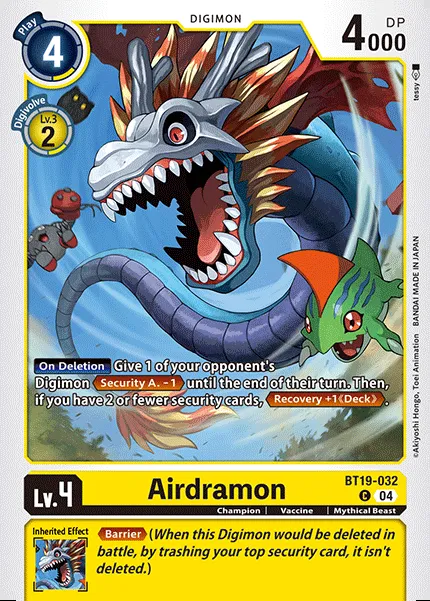 DIGIMON
Play
4
4000
DP
Digivolve
Lv.3
2
tessy
©Akiyoshi Hongo, Toei Animation BANDAI MADE IN JAPAN
On Deletion Give 1 of your opponent's
Digimon Security A. -1 until the end of their turn. Then,
if you have 2 or fewer security cards, Recovery +1《Deck》.
Lv.4
Airdramon
BT19-032
C 04
Champion | Vaccine | Mythical Beast
Inherited Effect
Barrier (When this Digimon would be deleted in
battle, by trashing your top security card, it isn't
deleted.)